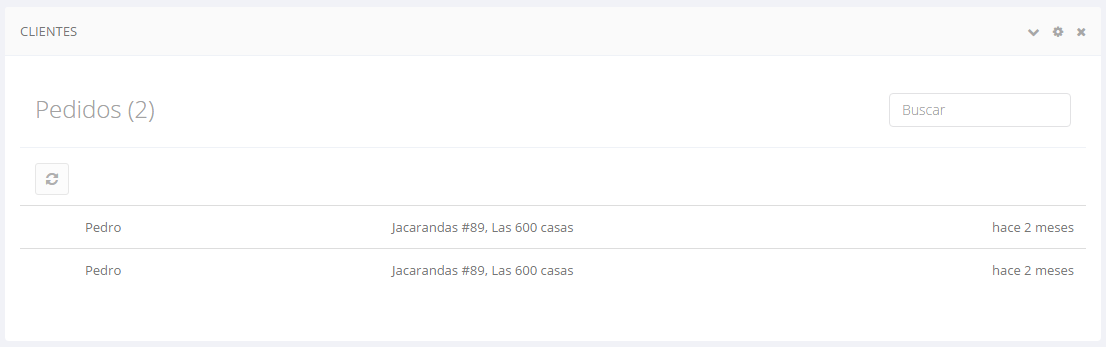 CLIENTES
Pedidos (2)
Buscar
Pedro Jacarandas #89, Las 600 casas hace 2 meses
Pedro Jacarandas #89, Las 600 casas hace 2 meses